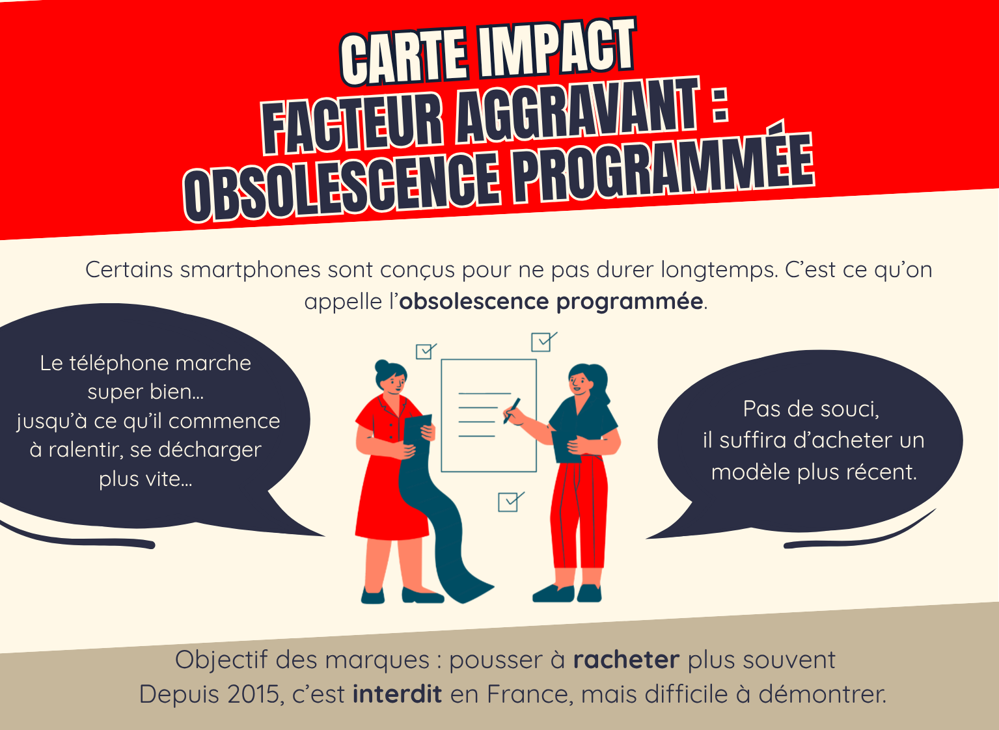 CARTE IMPACT
FACTEUR AGGRAVANT :
OBSOLESCENCE PROGRAMMÉE
Certains smartphones sont conçus pour ne pas durer longtemps. C’est ce qu’on
appelle l’obsolescence programmée.
Le téléphone marche
super bien...
jusqu’à ce qu’il commence
à ralentir, se décharger
plus vite...
Pas de souci,
il suffira d’acheter un
modèle plus récent.
Objectif des marques : pousser à racheter plus souvent
Depuis 2015, c’est interdit en France, mais difficile à démontrer.